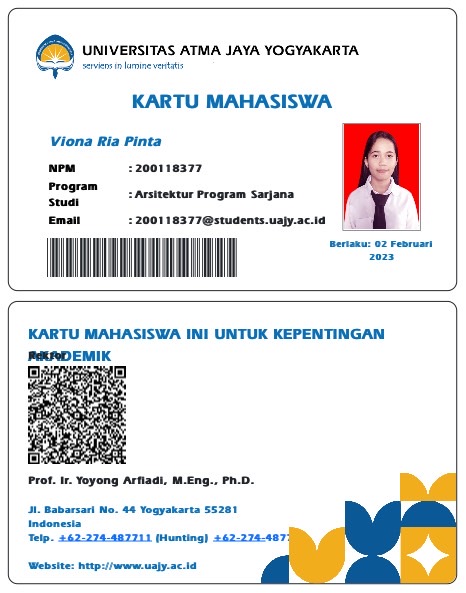 UNIVERSITAS ATMA JAYA YOGYAKARTA
serviens in lumine veritatis
KARTU MAHASISWA
Viona Ria Pinta
NPM : 200118377
Program Studi : Arsitektur Program Sarjana
Email : 200118377@students.uajy.ac.id
Berlaku: 02 Februari
2023
KARTU MAHASISWA INI UNTUK KEPENTINGAN
AKADEMIK
Rektor
Prof. Ir. Yoyong Arfiadi, M.Eng., Ph.D.
Jl. Babarsari No. 44 Yogyakarta 55281
Indonesia
Telp. +62-274-487711 (Hunting) +62-274-4877
Website: http://www.uajy.ac.id